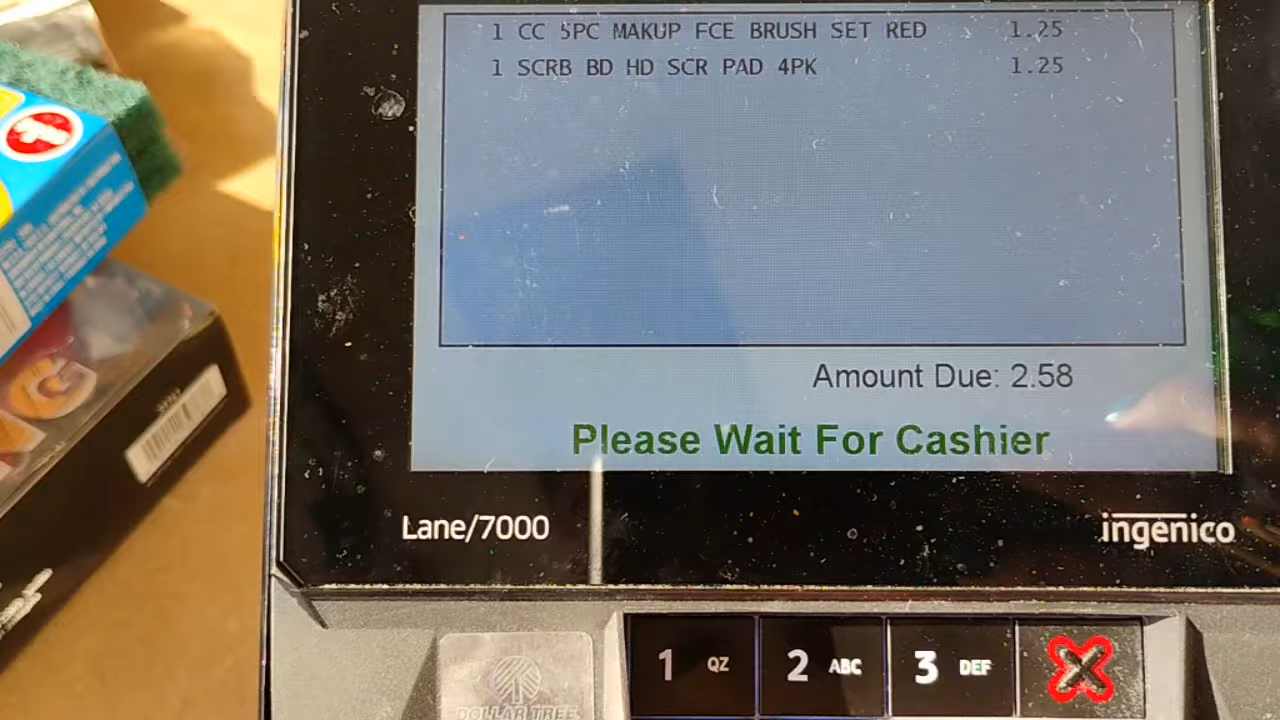 1 CC 5PC MAKUP FCE BRUSH SET RED 1.25
1 SCRB BD HD SCR PAD 4PK 1.25
Amount Due: 2.58
Please Wait For Cashier
Lane/7000
ingenico
1 QZ
2 ABC
3 DEF
DOLLAR TREE